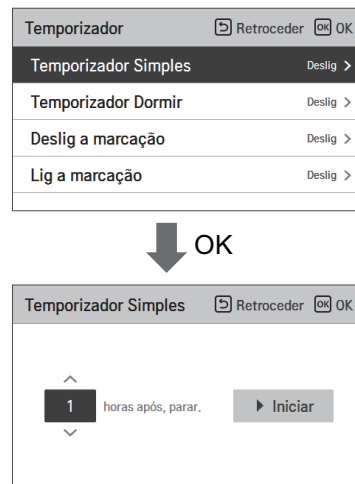 Temporizador Retroceder OK OK
Temporizador Simples Deslig
Temporizador Dormir Deslig
Deslig a marcação Deslig
Lig a marcação Deslig
OK
Temporizador Simples Retroceder OK OK
1 horas após, parar. Iniciar